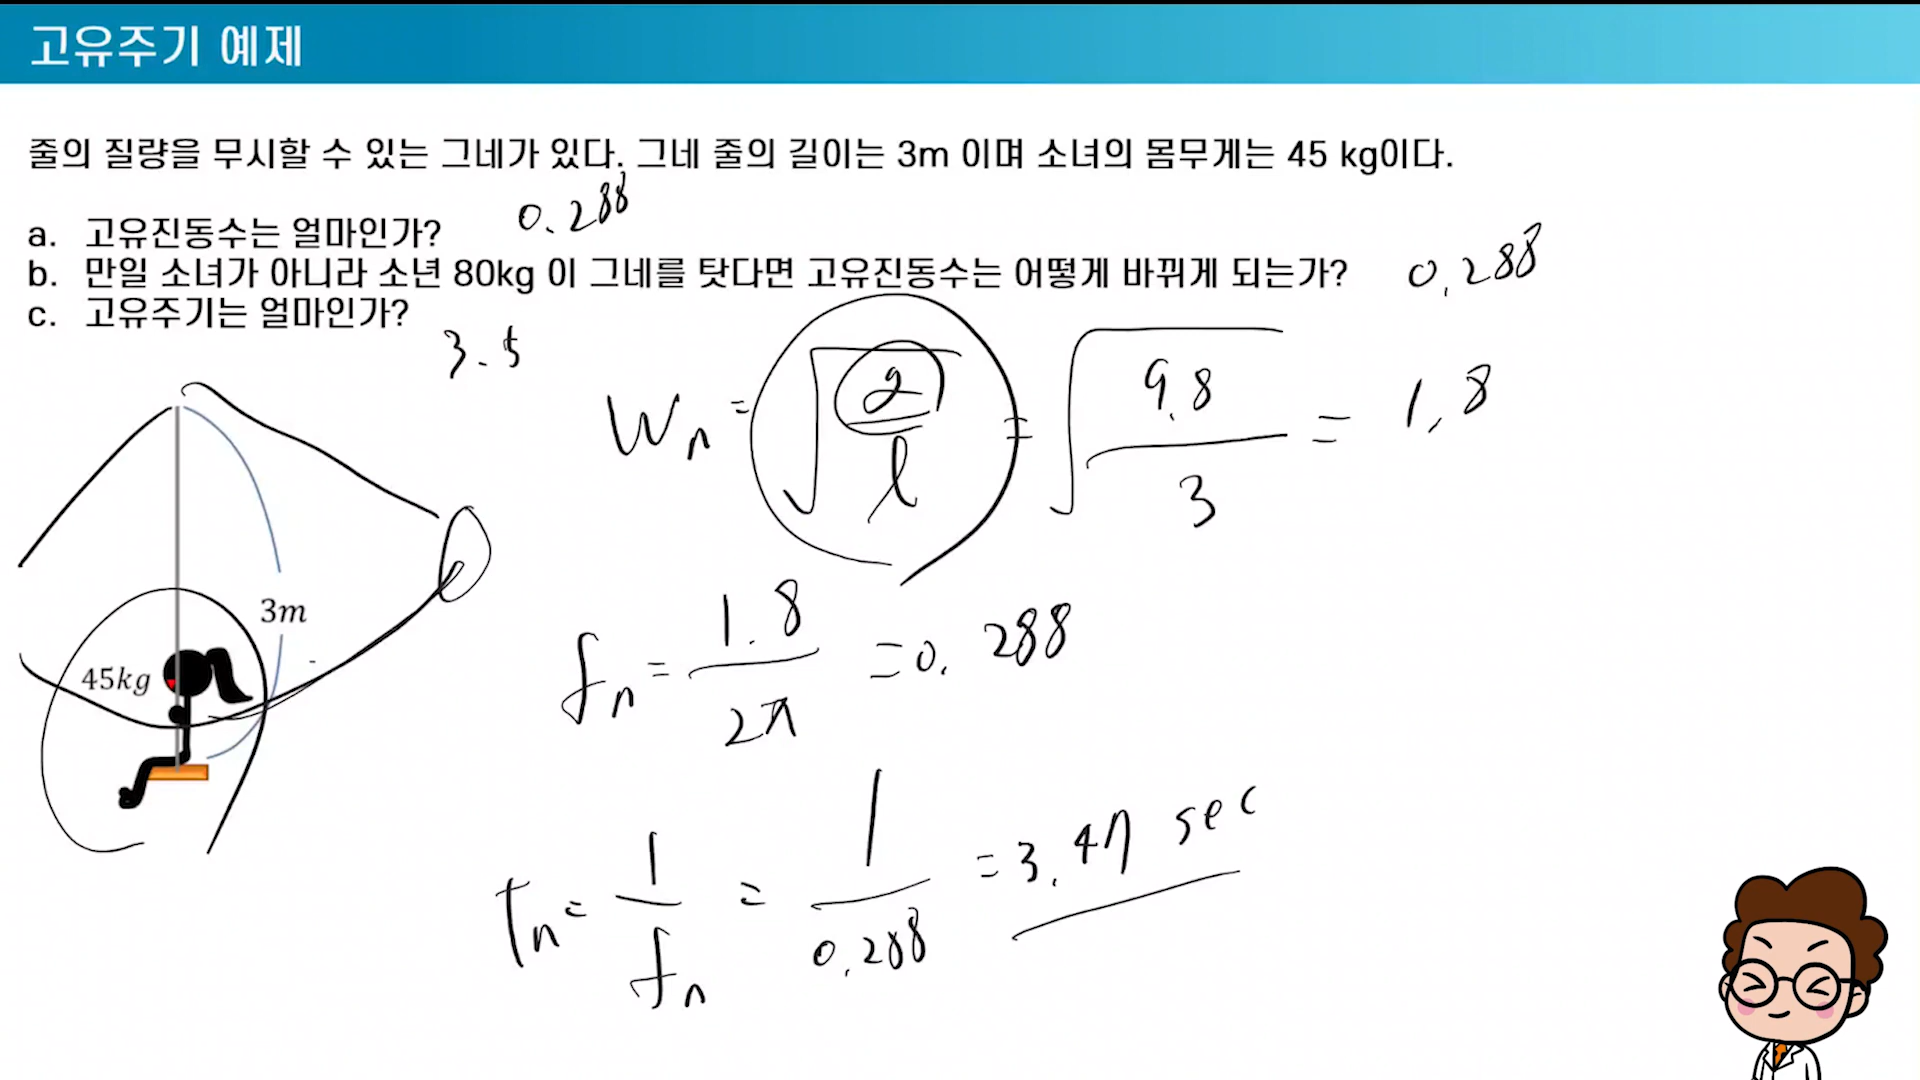 고유주기 예제
줄의 질량을 무시할 수 있는 그네가 있다. 그네 줄의 길이는 3m 이며 소녀의 몸무게는 45 kg이다.
a. 고유진동수는 얼마인가? 0.288
b. 만일 소녀가 아니라 소년 80kg 이 그네를 탓다면 고유진동수는 어떻게 바뀌게 되는가? 0.288
c. 고유주기는 얼마인가? 3.5
Wn = √(g/l) = √(9.8/3) = 1.8
3m
45kg
fn = 1.8/2π = 0.288
Tn = 1/fn = 1/0.288 = 3.47 sec